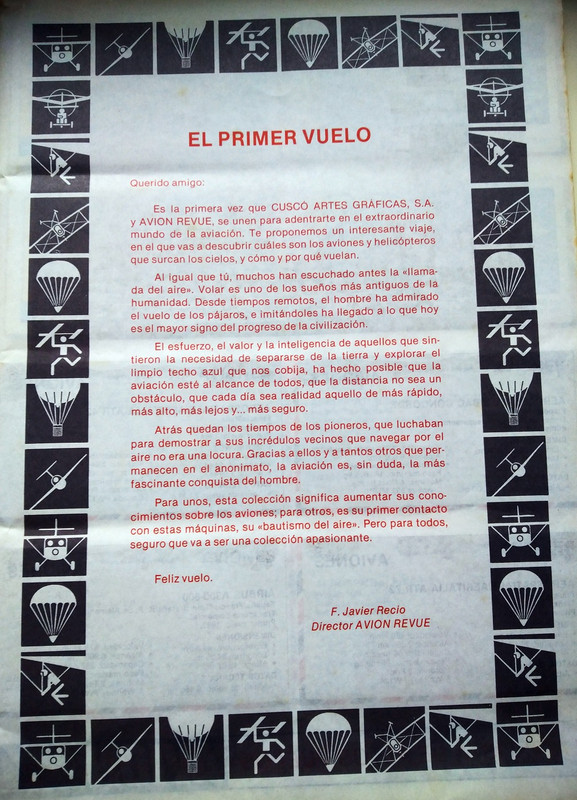 EL PRIMER VUELO
Querido amigo:
Es la primera vez que CUSCÓ ARTES GRÁFICAS, S.A.
y AVION REVUE, se unen para adentrarte en el extraordinario
mundo de la aviación. Te proponemos un interesante viaje,
en el que vas a descubrir cuáles son los aviones y helicópteros
que surcan los cielos, y cómo y por qué vuelan.
Al igual que tú, muchos han escuchado antes la «llama-
da del aire». Volar es uno de los sueños más antiguos de la
humanidad. Desde tiempos remotos, el hombre ha admirado
el vuelo de los pájaros, e imitándoles ha llegado a lo que hoy
es el mayor signo del progreso de la civilización.
El esfuerzo, el valor y la inteligencia de aquellos que sin-
tieron la necesidad de separarse de la tierra y explorar el
limpio techo azul que nos cobija, ha hecho posible que la
aviación esté al alcance de todos, que la distancia no sea un
obstáculo, que cada día sea realidad aquello de más rápido,
más alto, más lejos y... más seguro.
Atrás quedan los tiempos de los pioneros, que luchaban
para demostrar a sus incrédulos vecinos que navegar por el
aire no era una locura. Gracias a ellos y a tantos otros que per-
manecen en el anonimato, la aviación es, sin duda, la más
fascinante conquista del hombre.
Para unos, esta colección significa aumentar sus cono-
cimientos sobre los aviones; para otros, es su primer contacto
con estas máquinas, su «bautismo del aire». Pero para todos,
seguro que va a ser una colección apasionante.
Feliz vuelo.
F. Javier Recio
Director AVION REVUE